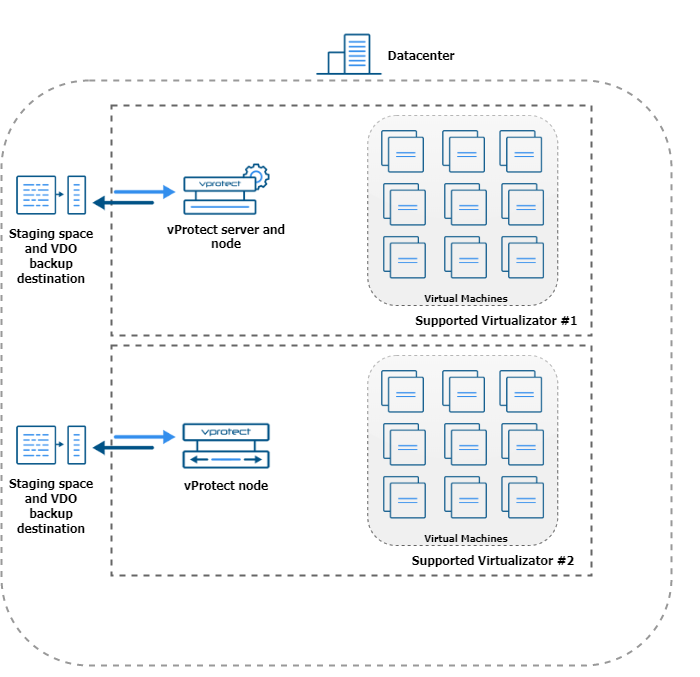 Datacenter
vprotect
vProtect server and
node
Staging space
and VDO
backup
destination
Virtual Machines
Supported Virtualizator #1
vprotect
vProtect node
Staging space
and VDO
backup
destination
Virtual Machines
Supported Virtualizator #2